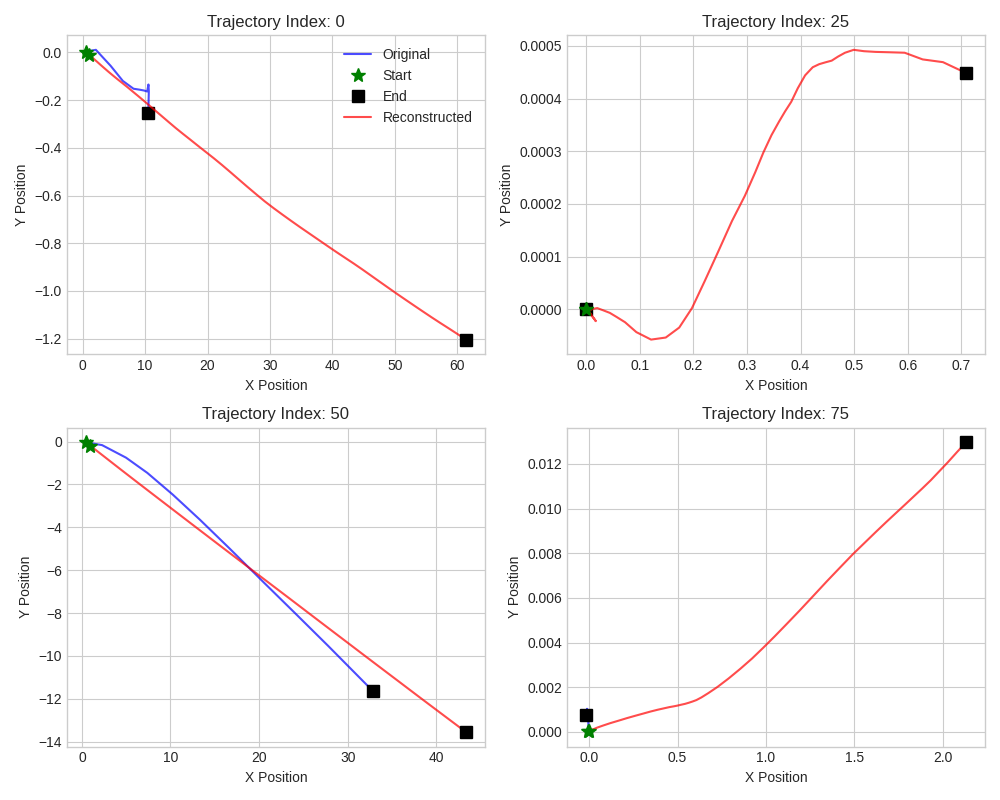 Trajectory Index: 0
0.0
−0.2
−0.4
−0.6
−0.8
−1.0
−1.2
Y Position
Original
Start
End
Reconstructed
0 10 20 30 40 50 60
X Position
Trajectory Index: 25
0.0005
0.0004
0.0003
0.0002
0.0001
0.0000
Y Position
0.0 0.1 0.2 0.3 0.4 0.5 0.6 0.7
X Position
Trajectory Index: 50
0
−2
−4
−6
−8
−10
−12
−14
Y Position
0 10 20 30 40
X Position
Trajectory Index: 75
0.012
0.010
0.008
0.006
0.004
0.002
0.000
Y Position
0.0 0.5 1.0 1.5 2.0
X Position